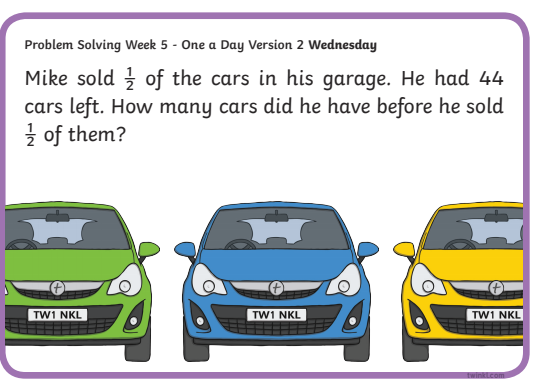 Problem Solving Week 5 - One a Day Version 2 Wednesday
Mike sold 1/2 of the cars in his garage. He had 44
cars left. How many cars did he have before he sold
1/2 of them?
TW1 NKL
TW1 NKL
TW1 NKL
twinkl.com